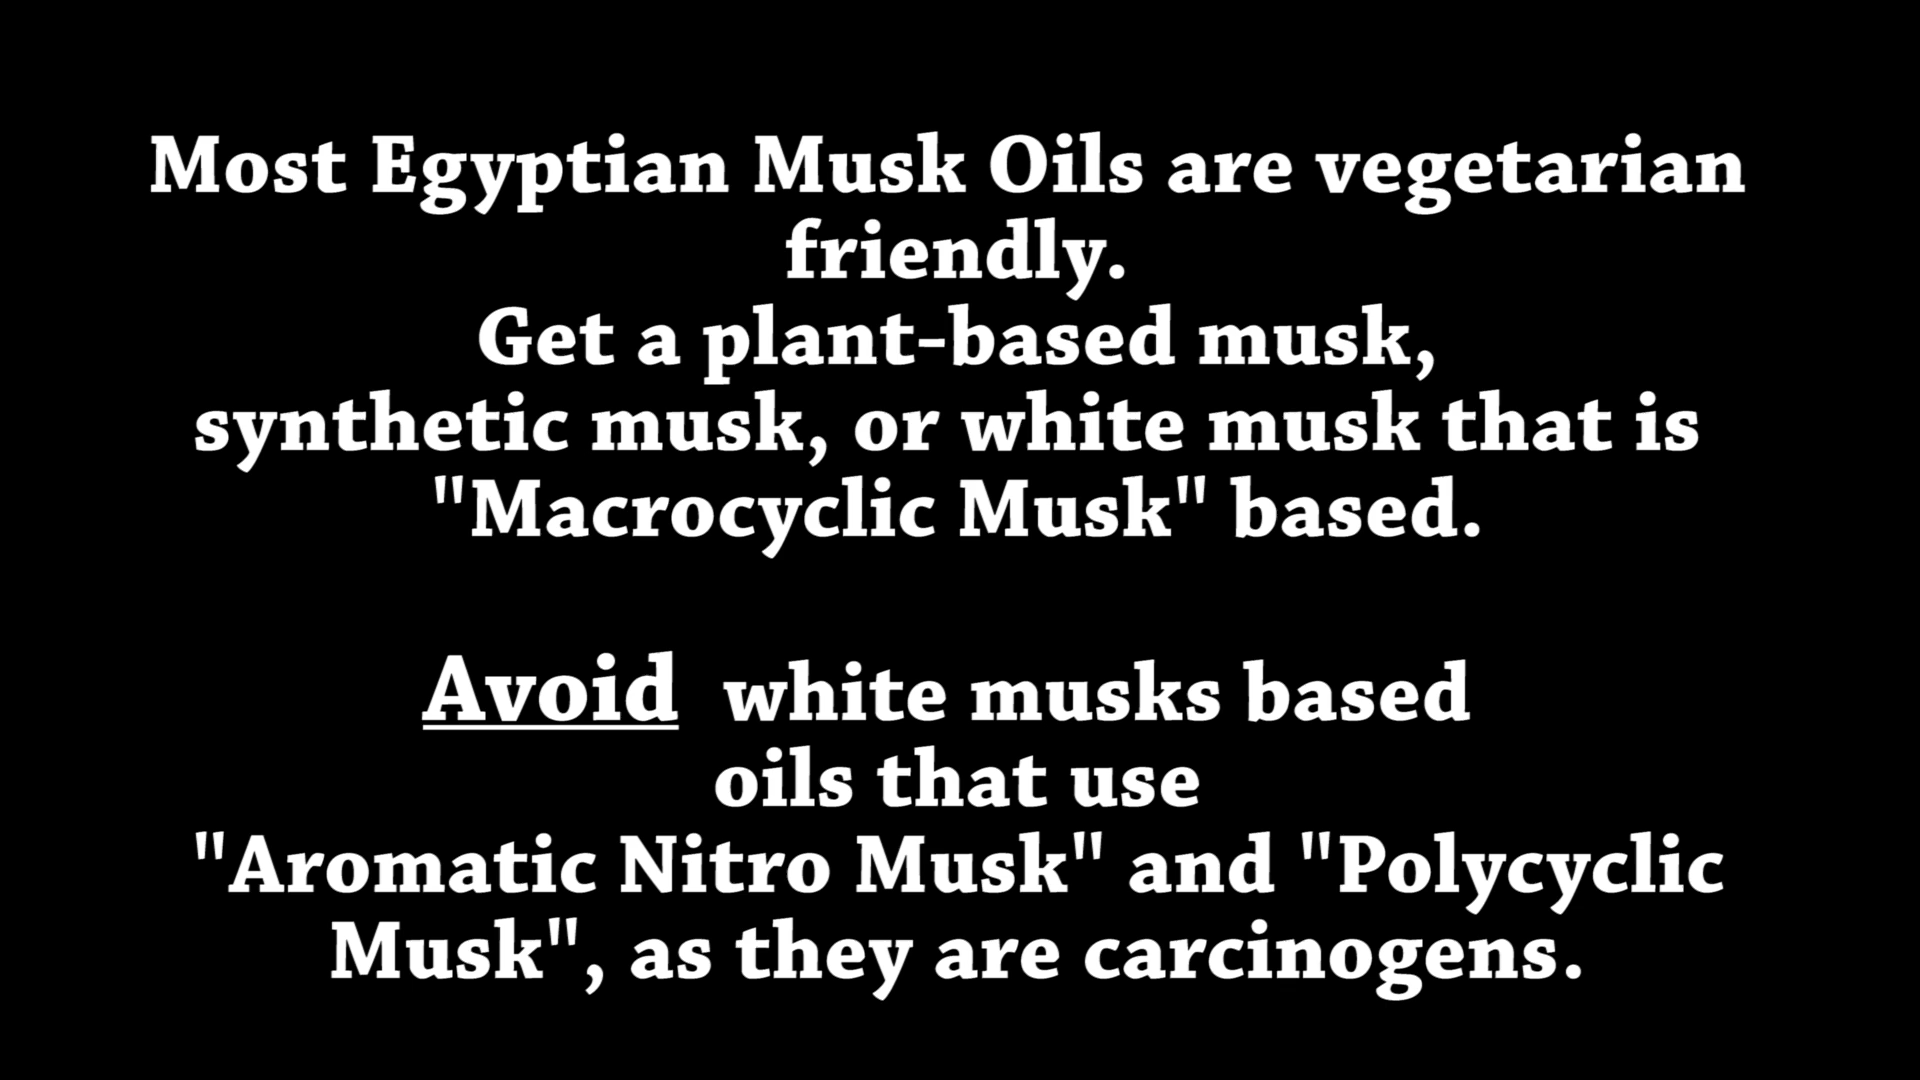 Most Egyptian Musk Oils are vegetarian
friendly.
Get a plant-based musk,
synthetic musk, or white musk that is
"Macrocyclic Musk" based.
Avoid white musks based
oils that use
"Aromatic Nitro Musk" and "Polycyclic
Musk", as they are carcinogens.